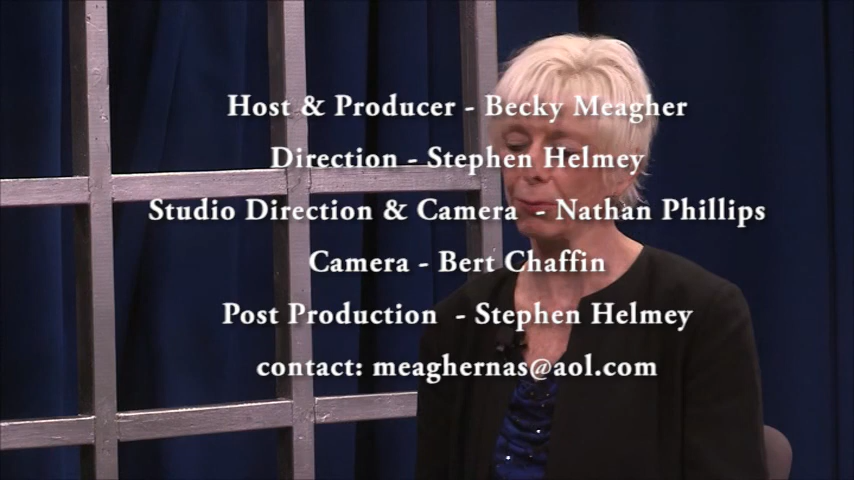 Host & Producer - Becky Meagher
Direction - Stephen Helmey
Studio Direction & Camera - Nathan Phillips
Camera - Bert Chaffin
Post Production - Stephen Helmey
contact: meaghernas@aol.com